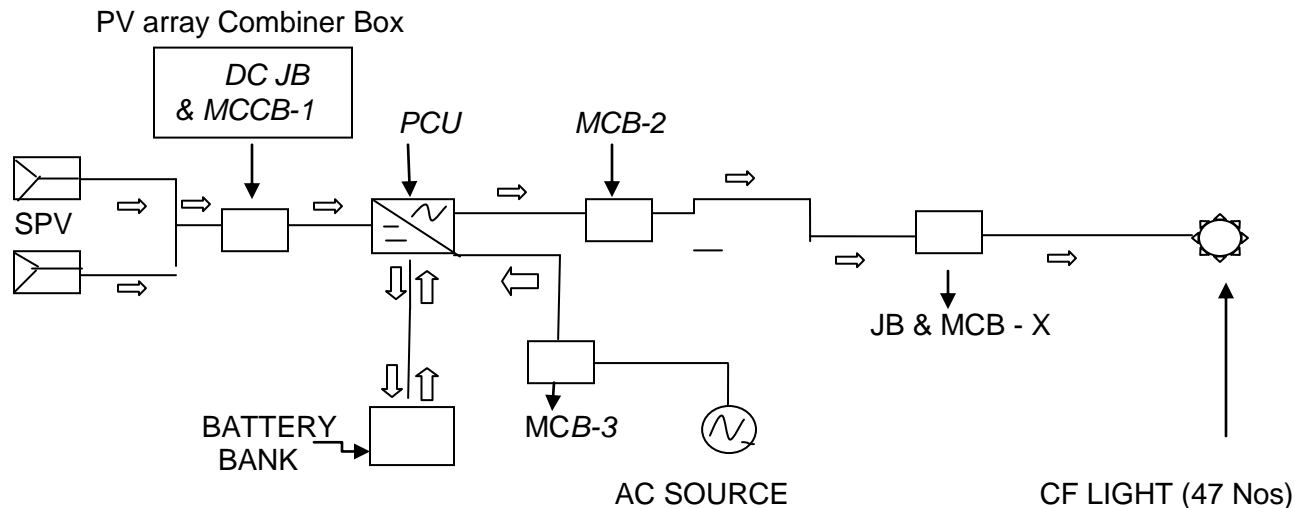 PV array Combiner Box
DC JB
& MCCB-1
PCU
MCB-2
SPV
JB & MCB - X
MCB-3
BATTERY
BANK
AC SOURCE
CF LIGHT (47 Nos)